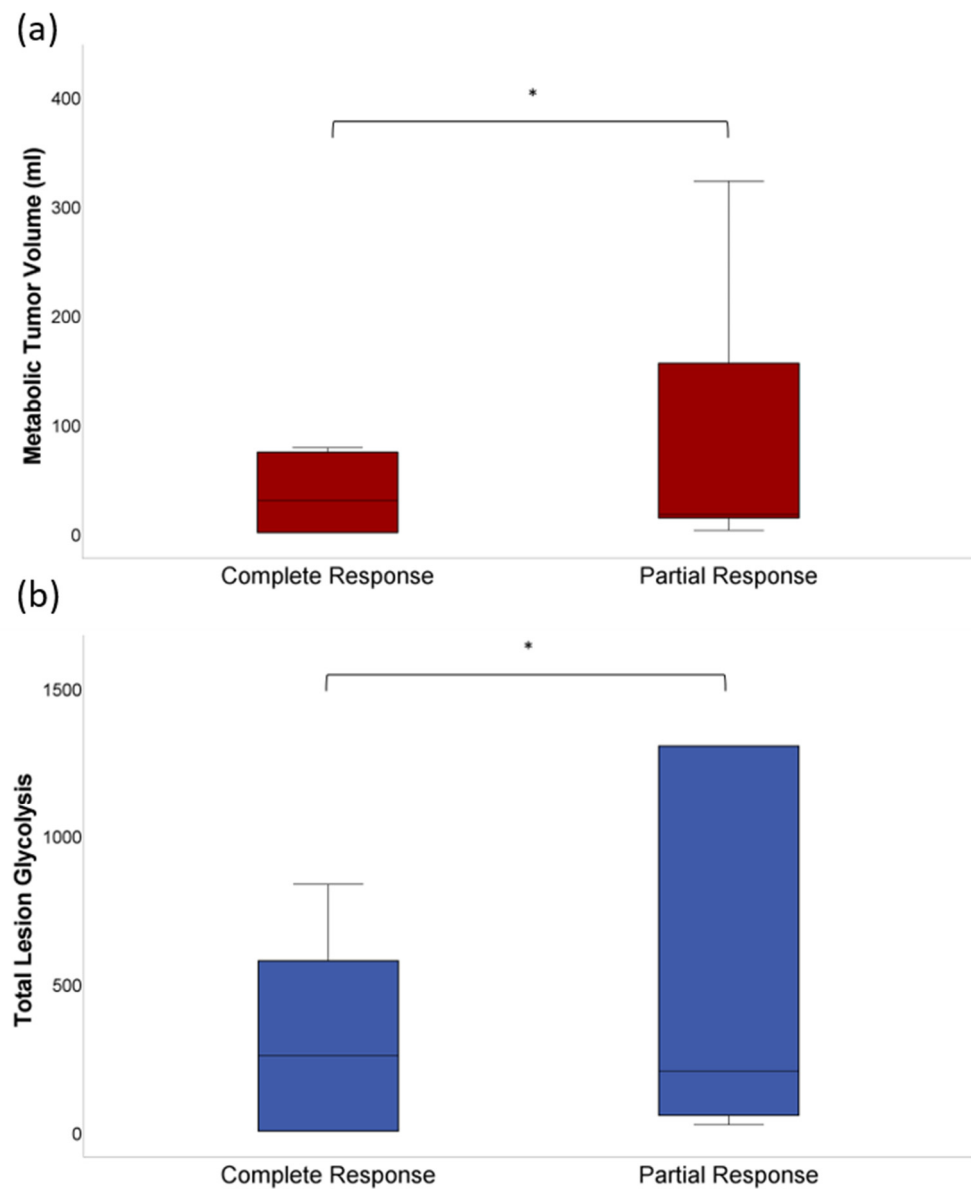 (a)
*
400
300
200
100
0
Metabolic Tumor Volume (ml)
Complete Response Partial Response
(b)
*
1500
1000
500
0
Total Lesion Glycolysis
Complete Response Partial Response